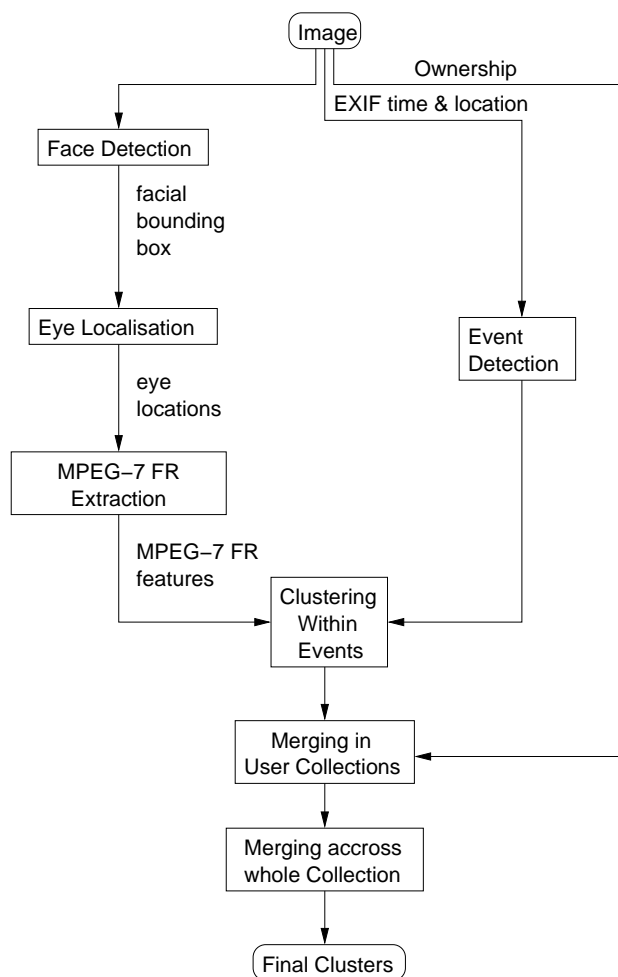 Image
Ownership
EXIF time & location
Face Detection
facial
bounding
box
Eye Localisation
Event
Detection
eye
locations
MPEG−7 FR
Extraction
MPEG−7 FR
features
Clustering
Within
Events
Merging in
User Collections
Merging accross
whole Collection
Final Clusters